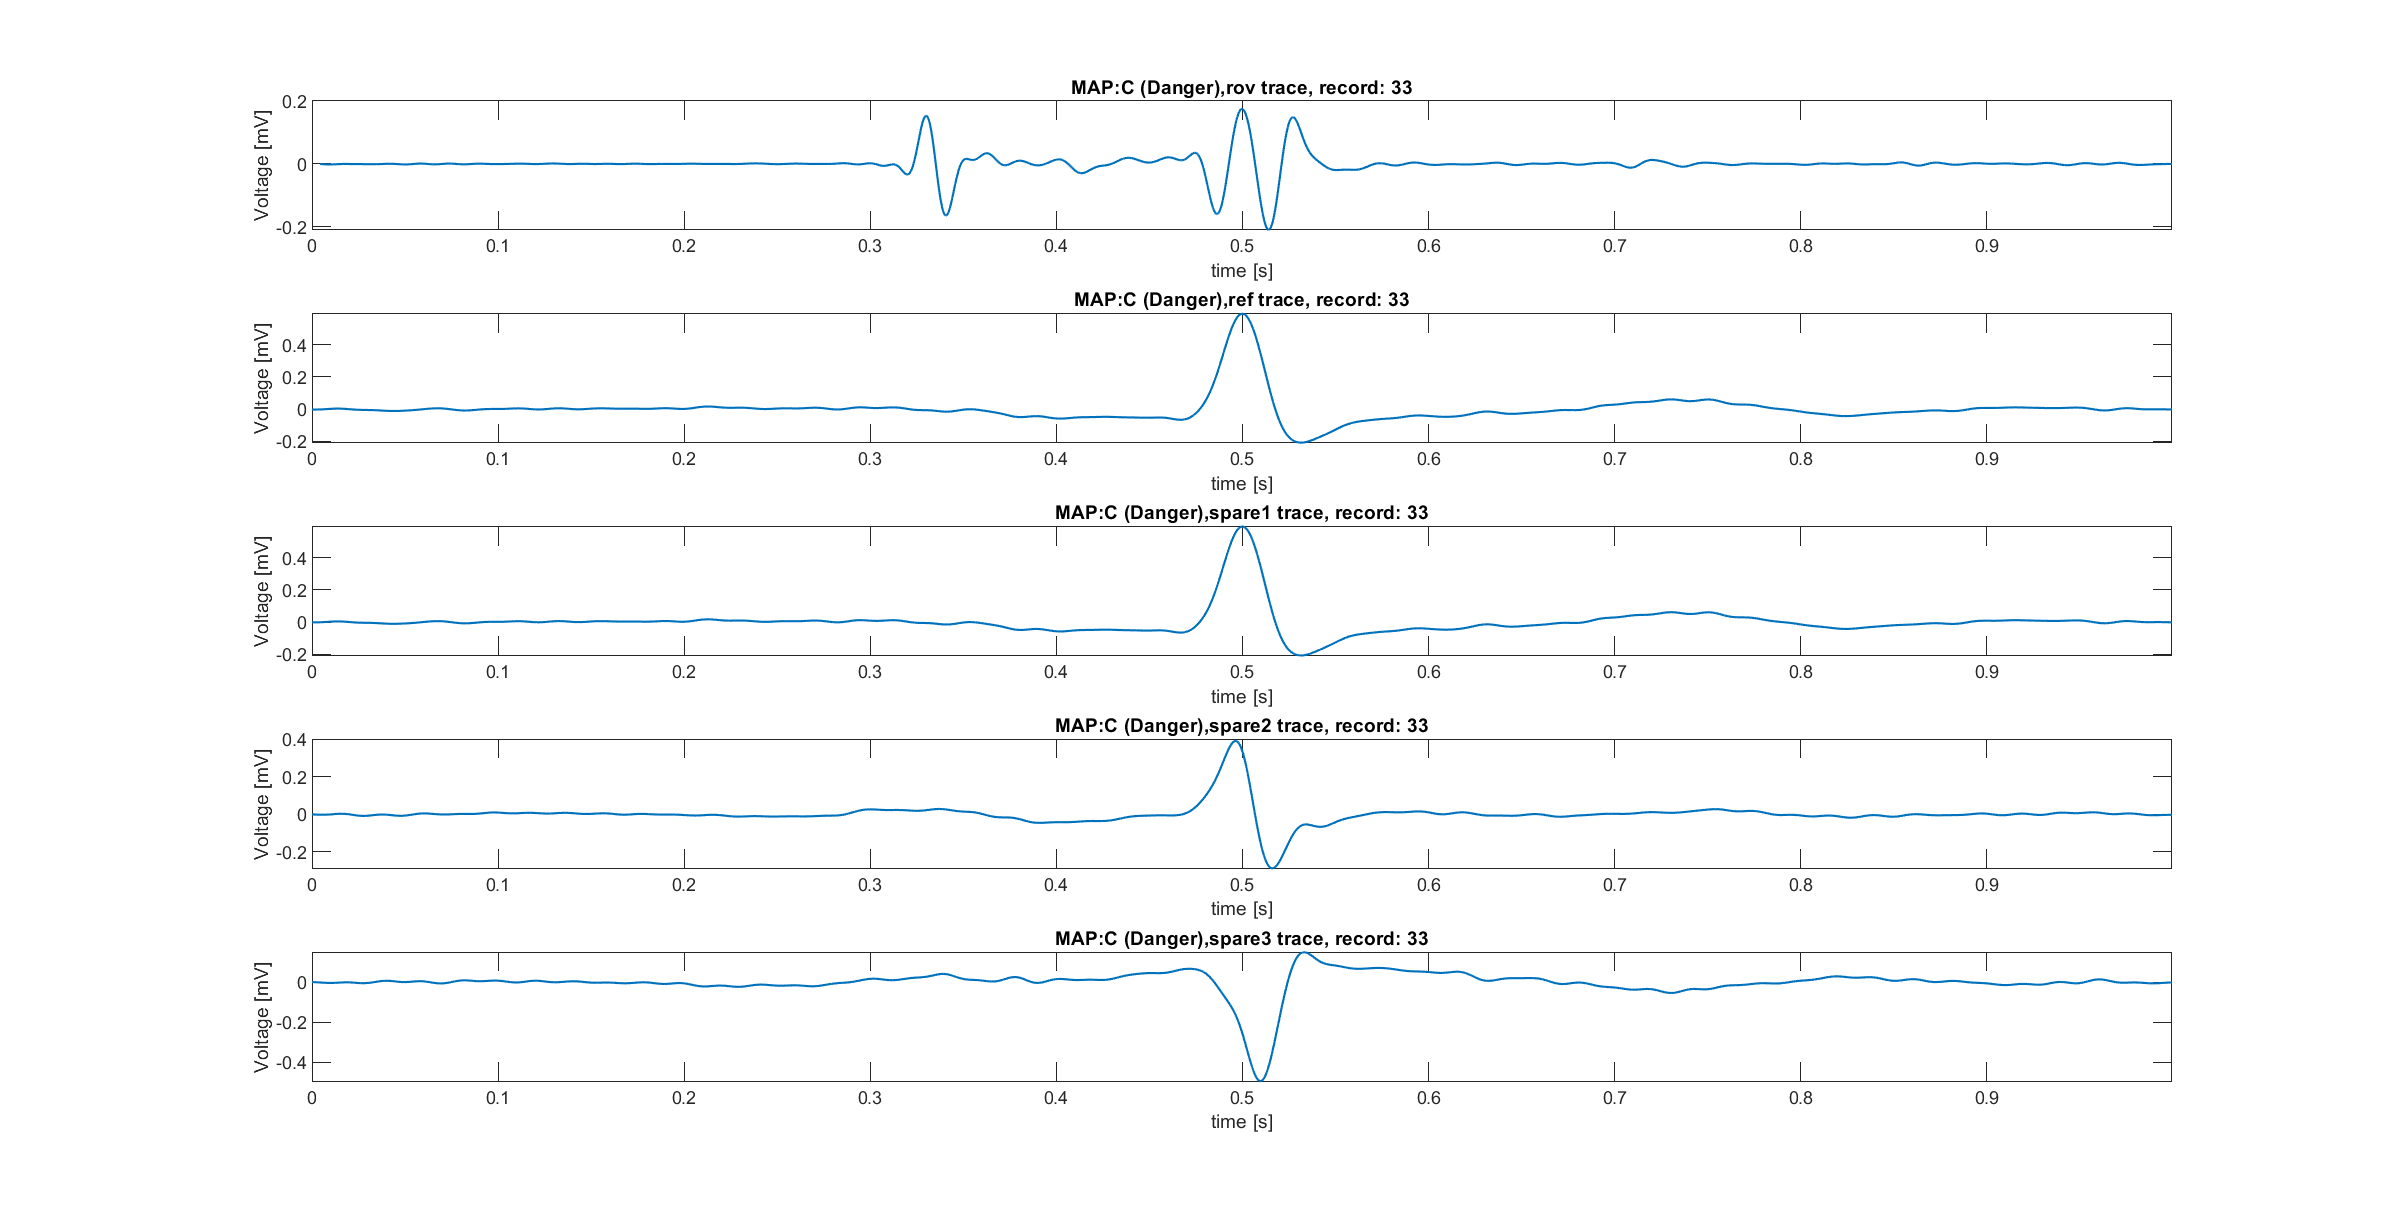 MAP:C (Danger),rov trace, record: 33
Voltage [mV]
0.2
0
-0.2
0 0.1 0.2 0.3 0.4 0.5 0.6 0.7 0.8 0.9
time [s]
MAP:C (Danger),ref trace, record: 33
Voltage [mV]
0.4
0.2
0
-0.2
0 0.1 0.2 0.3 0.4 0.5 0.6 0.7 0.8 0.9
time [s]
MAP:C (Danger),spare1 trace, record: 33
Voltage [mV]
0.4
0.2
0
-0.2
0 0.1 0.2 0.3 0.4 0.5 0.6 0.7 0.8 0.9
time [s]
MAP:C (Danger),spare2 trace, record: 33
Voltage [mV]
0.4
0.2
0
-0.2
0 0.1 0.2 0.3 0.4 0.5 0.6 0.7 0.8 0.9
time [s]
MAP:C (Danger),spare3 trace, record: 33
Voltage [mV]
0
-0.2
-0.4
0 0.1 0.2 0.3 0.4 0.5 0.6 0.7 0.8 0.9
time [s]